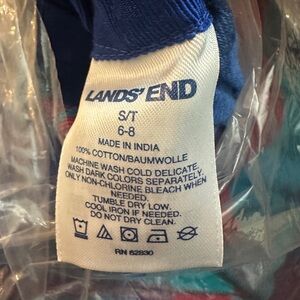 LANDS' END
S/T
6-8
MADE IN INDIA
100% COTTON/BAUMWOLLE
MACHINE WASH COLD DELICATE.
WASH DARK COLORS SEPARATELY.
ONLY NON-CHLORINE BLEACH WHEN
NEEDED.
TUMBLE DRY LOW.
COOL IRON IF NEEDED.
DO NOT DRY CLEAN.
RN 62830